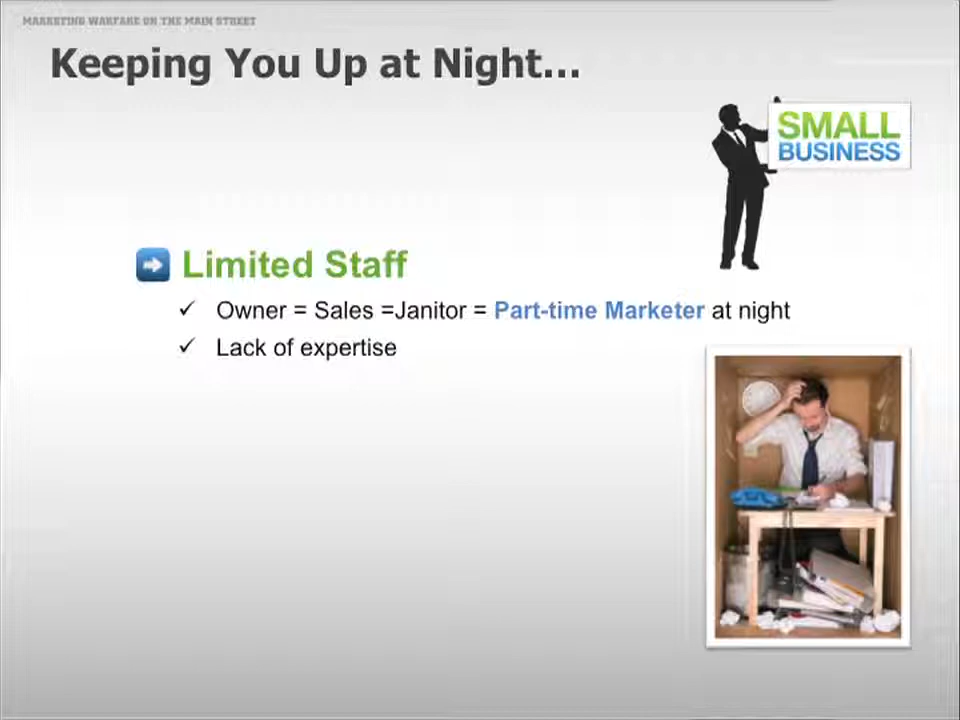 MARKETING WARFARE ON THE MAIN STREET
Keeping You Up at Night...
SMALL
BUSINESS
Limited Staff
Owner = Sales =Janitor = Part-time Marketer at night
Lack of expertise